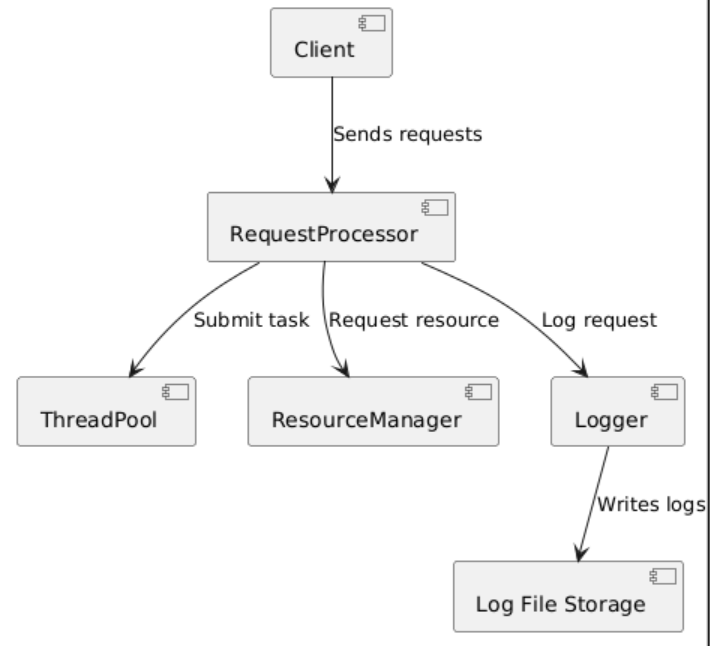 Client
Sends requests
RequestProcessor
Submit task
Request resource
Log request
ThreadPool
ResourceManager
Logger
Writes logs
Log File Storage